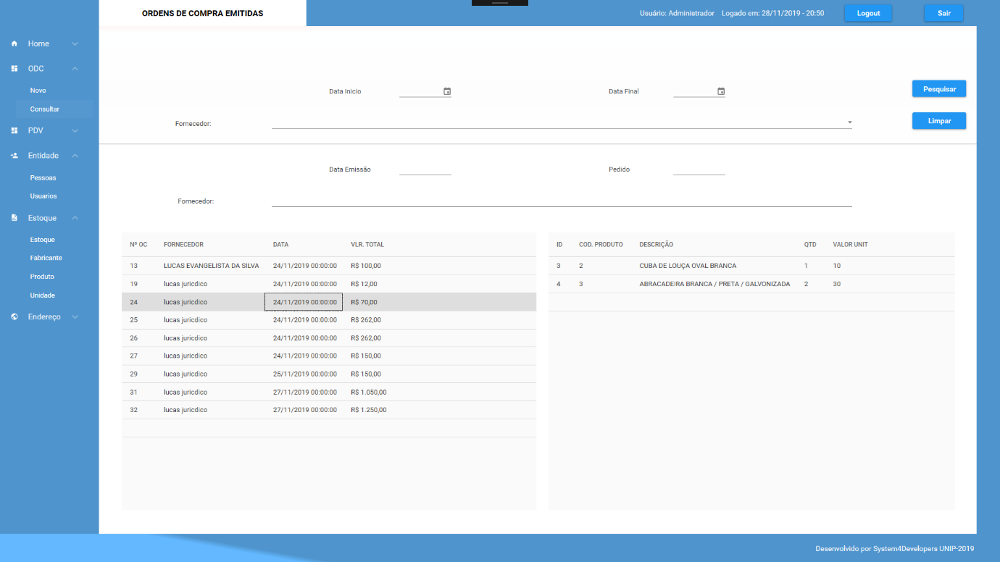 ORDENS DE COMPRA EMITIDAS
Usuário: Administrador Logado em: 28/11/2019 - 20:50 Logout Sair
Home
ODC
Novo
Consultar
PDV
Entidade
Pessoas
Usuarios
Estoque
Estoque
Fabricante
Produto
Unidade
Endereço
Data Inicio Data Final Pesquisar
Fornecedor: Limpar
Data Emissão Pedido
Fornecedor:
Nº OC FORNECEDOR DATA VLR. TOTAL
13 LUCAS EVANGELISTA DA SILVA 24/11/2019 00:00:00 R$ 100,00
19 lucas juricdico 24/11/2019 00:00:00 R$ 12,00
24 lucas juricdico 24/11/2019 00:00:00 R$ 70,00
25 lucas juricdico 24/11/2019 00:00:00 R$ 262,00
26 lucas juricdico 24/11/2019 00:00:00 R$ 262,00
27 lucas juricdico 24/11/2019 00:00:00 R$ 150,00
29 lucas juricdico 25/11/2019 00:00:00 R$ 150,00
31 lucas juricdico 27/11/2019 00:00:00 R$ 1.050,00
32 lucas juricdico 27/11/2019 00:00:00 R$ 1.250,00
ID COD. PRODUTO DESCRIÇÃO QTD VALOR UNIT
3 2 CUBA DE LOUÇA OVAL BRANCA 1 10
4 3 ABRACADEIRA BRANCA / PRETA / GALVONIZADA 2 30
Desenvolvido por System4Developers UNIP-2019